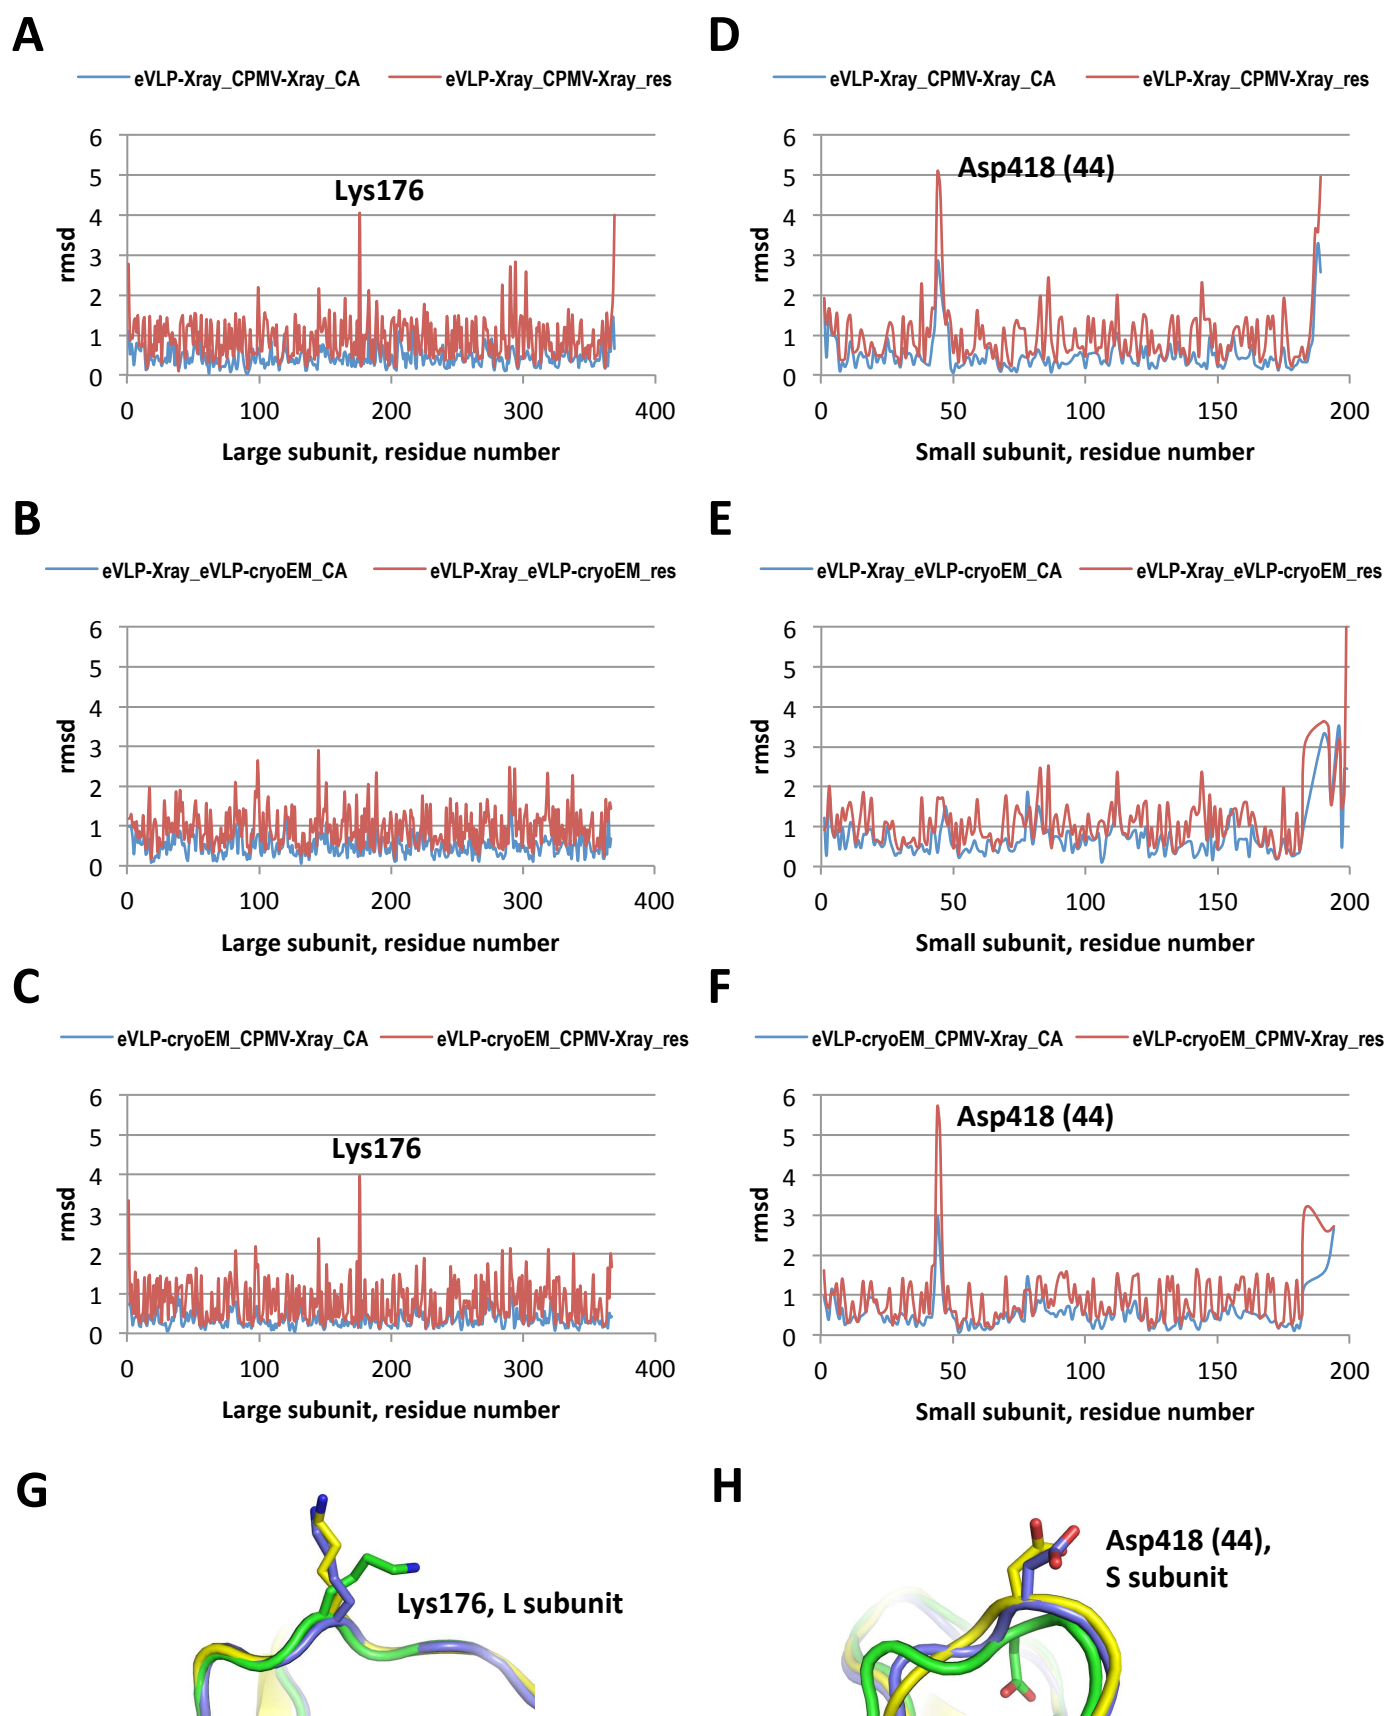 A
eVLP-Xray_CPMV-Xray_CA
eVLP-Xray_CPMV-Xray_res
6
5
4
3
2
1
0
rmsd
Lys176
0 100 200 300 400
Large subunit, residue number
D
eVLP-Xray_CPMV-Xray_CA
eVLP-Xray_CPMV-Xray_res
6
5
4
3
2
1
0
rmsd
Asp418 (44)
0 50 100 150 200
Small subunit, residue number
B
eVLP-Xray_eVLP-cryoEM_CA
eVLP-Xray_eVLP-cryoEM_res
6
5
4
3
2
1
0
rmsd
0 100 200 300 400
Large subunit, residue number
E
eVLP-Xray_eVLP-cryoEM_CA
eVLP-Xray_eVLP-cryoEM_res
6
5
4
3
2
1
0
rmsd
0 50 100 150 200
Small subunit, residue number
C
eVLP-cryoEM_CPMV-Xray_CA
eVLP-cryoEM_CPMV-Xray_res
6
5
4
3
2
1
0
rmsd
Lys176
0 100 200 300 400
Large subunit, residue number
F
eVLP-cryoEM_CPMV-Xray_CA
eVLP-cryoEM_CPMV-Xray_res
6
5
4
3
2
1
0
rmsd
Asp418 (44)
0 50 100 150 200
Small subunit, residue number
G
Lys176, L subunit
H
Asp418 (44),
S subunit